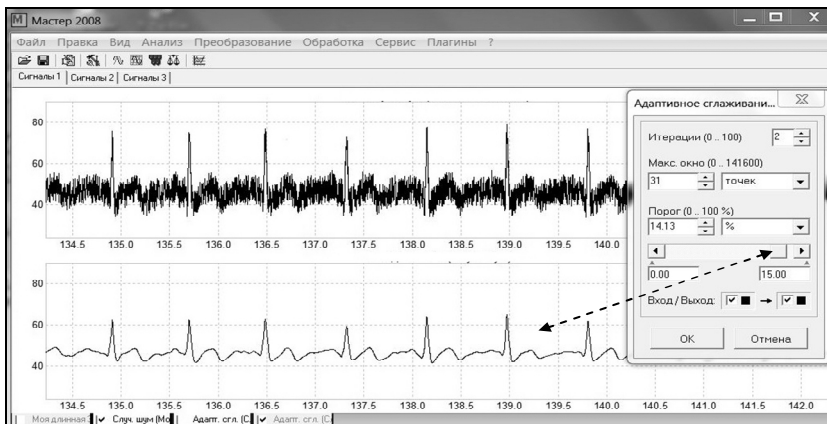 Мастер 2008
Файл Правка Вид Анализ Преобразование Обработка Сервис Плагины ?
Сигналы 1 Сигналы 2 Сигналы 3
80
60
40
134.5 135.0 135.5 136.0 136.5 137.0 137.5 138.0 138.5 139.0 139.5 140.0
80
60
40
134.5 135.0 135.5 136.0 136.5 137.0 137.5 138.0 138.5 139.0 139.5 140.0 140.5 141.0 141.5 142.0
Моя длинная Случ. шум (Мо Адапт. сгл. (С Адапт. сгл. (С
Адаптивное сглаживани...
Итерации (0 .. 100) 2
Макс. окно (0 .. 141600)
31 точек
Порог (0 .. 100 %)
14.13 %
0.00 15.00
Вход / Выход:
OK Отмена